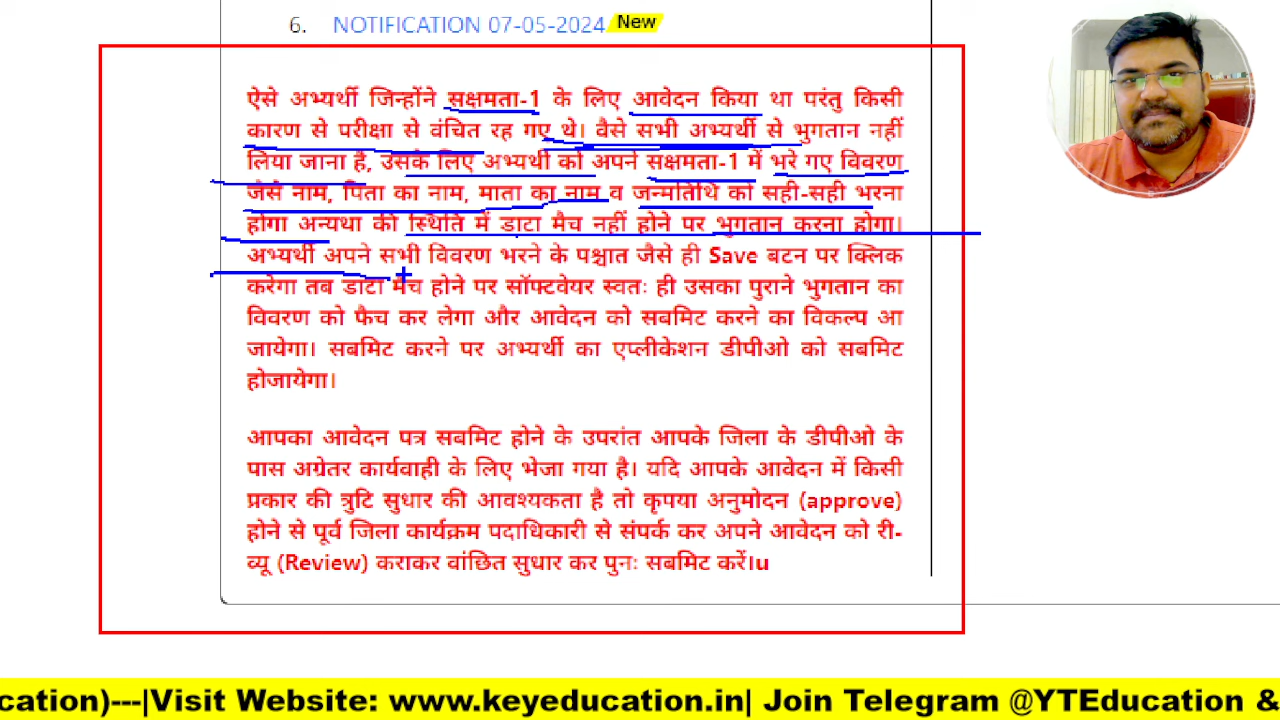 6. NOTIFICATION 07-05-2024 New
ऐसे अभ्यर्थी जिन्होंने सक्षमता-1 के लिए आवेदन किया था परंतु किसी
कारण से परीक्षा से वंचित रह गए थे। वैसे सभी अभ्यर्थी से भुगतान नहीं
लिया जाना है, उसके लिए अभ्यर्थी को अपने सक्षमता-1 में भरे गए विवरण
जैसे नाम, पिता का नाम, माता का नाम व जन्मतिथि को सही-सही भरना
होगा अन्यथा की स्थिति में डाटा मैच नहीं होने पर भुगतान करना होगा।
अभ्यर्थी अपने सभी विवरण भरने के पश्चात जैसे ही Save बटन पर क्लिक
करेगा तब डाटा मैच होने पर सॉफ्टवेयर स्वतः ही उसका पुराने भुगतान का
विवरण को फैच कर लेगा और आवेदन को सबमिट करने का विकल्प आ
जायेगा। सबमिट करने पर अभ्यर्थी का एप्लीकेशन डीपीओ को सबमिट
होजायेगा।
आपका आवेदन पत्र सबमिट होने के उपरांत आपके जिला के डीपीओ के
पास अग्रेतर कार्यवाही के लिए भेजा गया है। यदि आपके आवेदन में किसी
प्रकार की त्रुटि सुधार की आवश्यकता है तो कृपया अनुमोदन (approve)
होने से पूर्व जिला कार्यक्रम पदाधिकारी से संपर्क कर अपने आवेदन को री-
व्यू (Review) कराकर वांछित सुधार कर पुनः सबमिट करें।u
cation)---|Visit Website: www.keyeducation.in| Join Telegram @YTEducation &